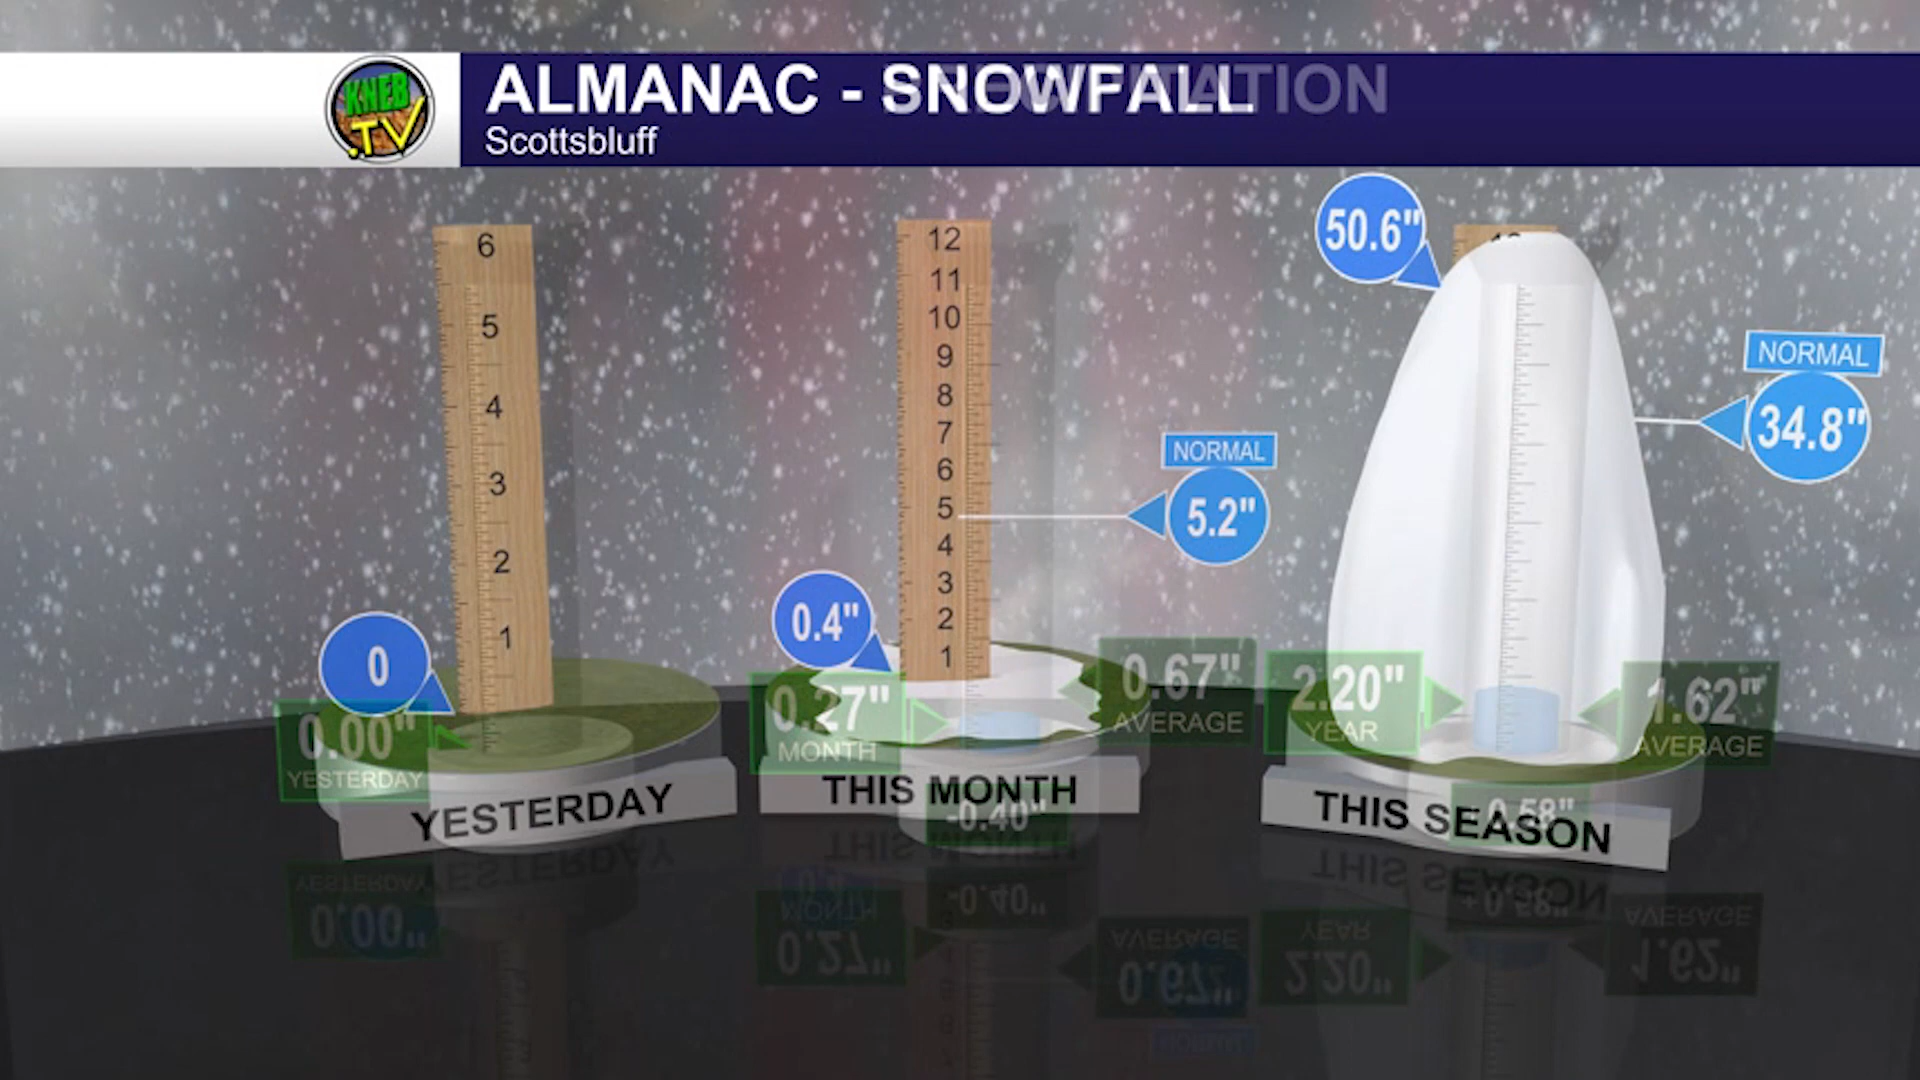 KNEB
.TV
ALMANAC - SNOWFALL
Scottsbluff
6
5
4
3
2
1
0
0.00"
YESTERDAY
YESTERDAY
12
11
10
9
8
7
6
5
4
3
2
1
NORMAL
5.2"
0.4"
0.27"
MONTH
0.67"
AVERAGE
THIS MONTH
-0.40"
50.6"
NORMAL
34.8"
2.20"
YEAR
1.62"
AVERAGE
THIS SEASON
+0.58"